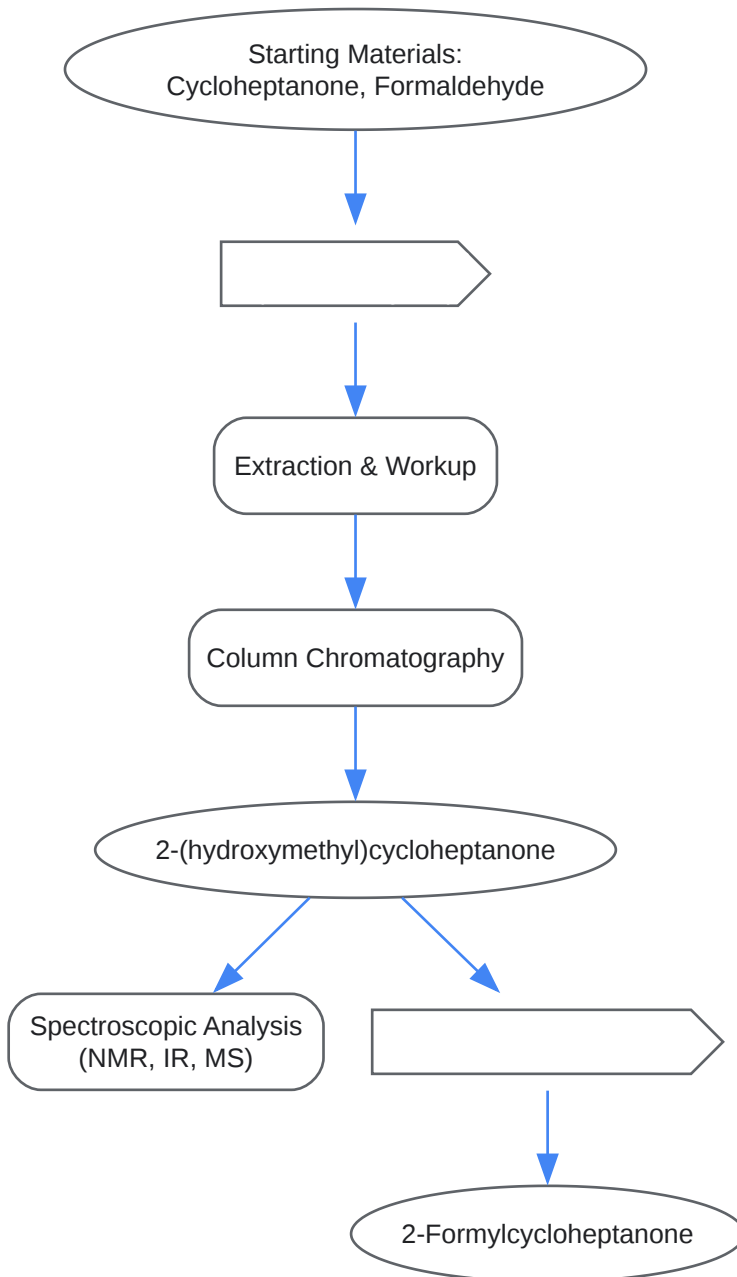 Starting Materials:
Cycloheptanone, Formaldehyde
Extraction & Workup
Column Chromatography
2-(hydroxymethyl)cycloheptanone
Spectroscopic Analysis
(NMR, IR, MS)
2-Formylcycloheptanone